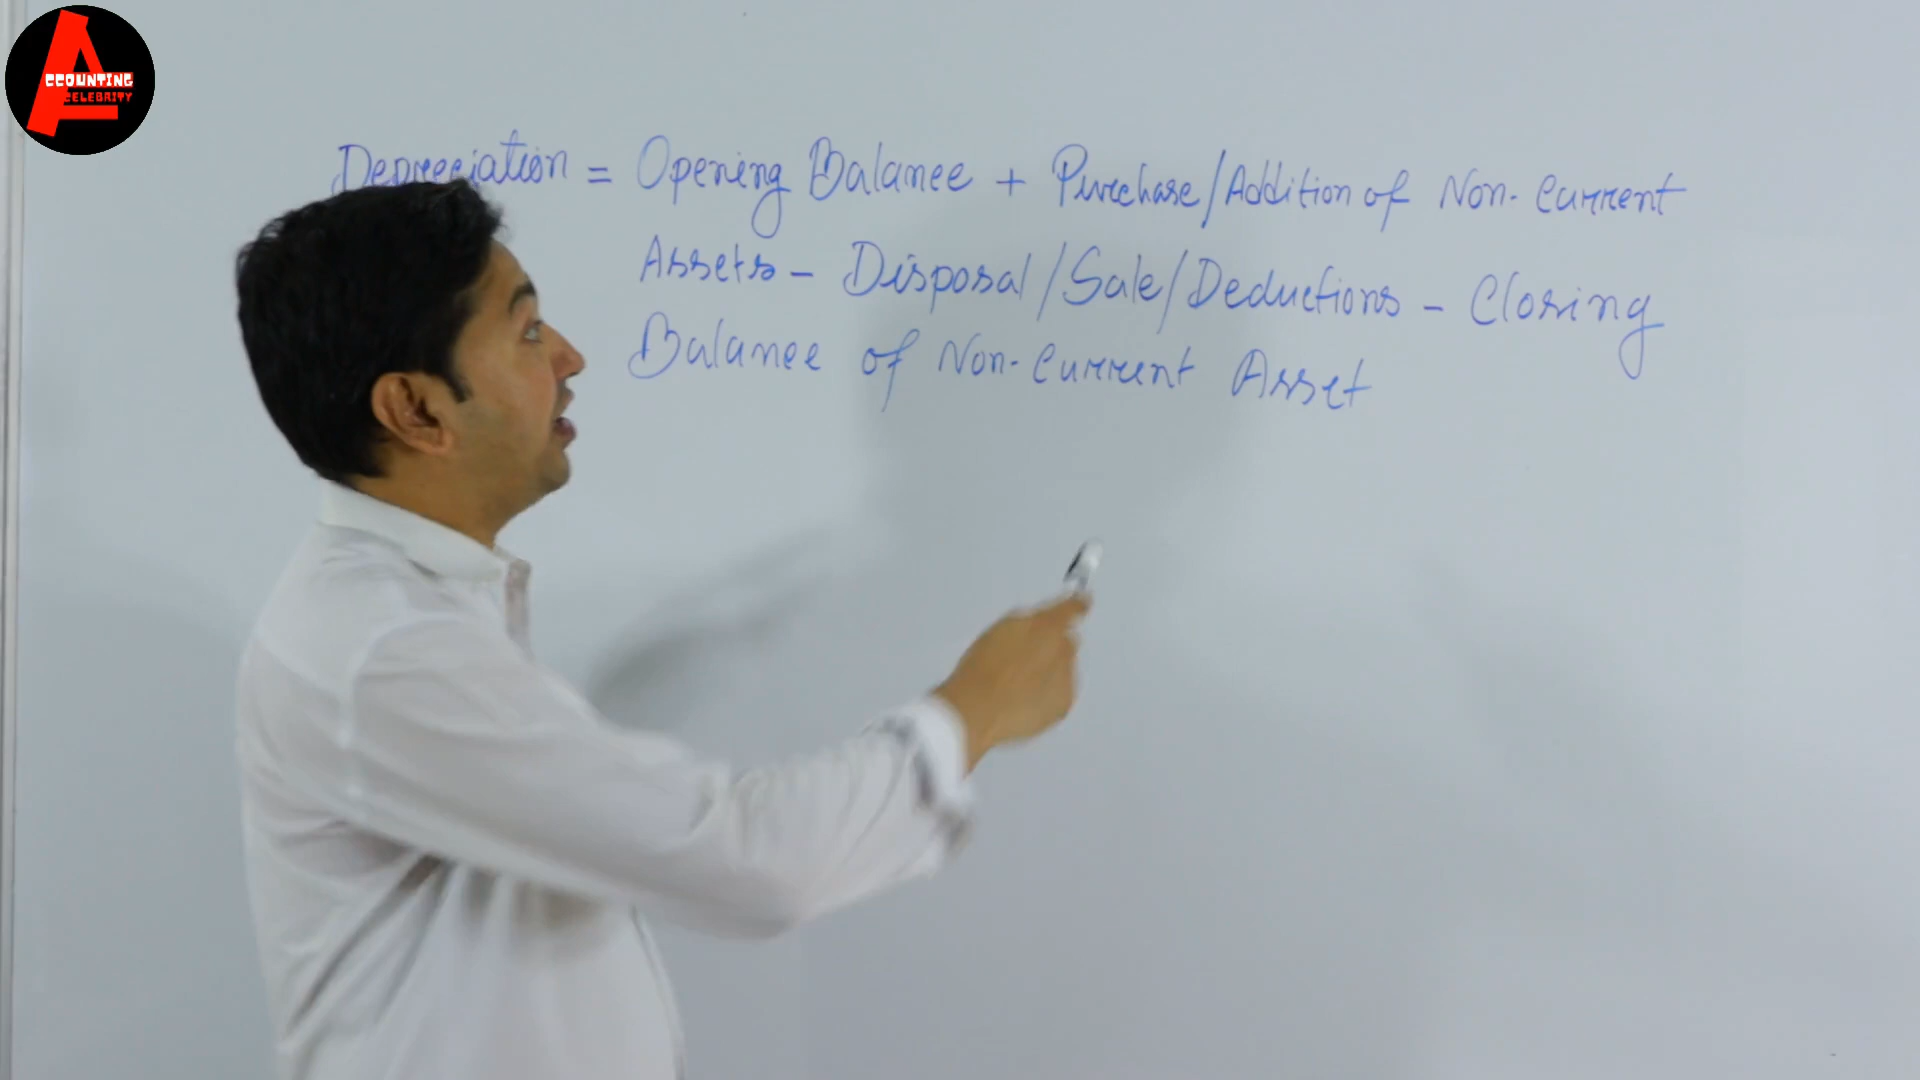 ACCOUNTING
CELEBRITY
Depreciation = Opening Balance + Purchase/Addition of Non-Current
Assets - Disposal/Sale/Deductions - Closing
Balance of Non-Current Asset